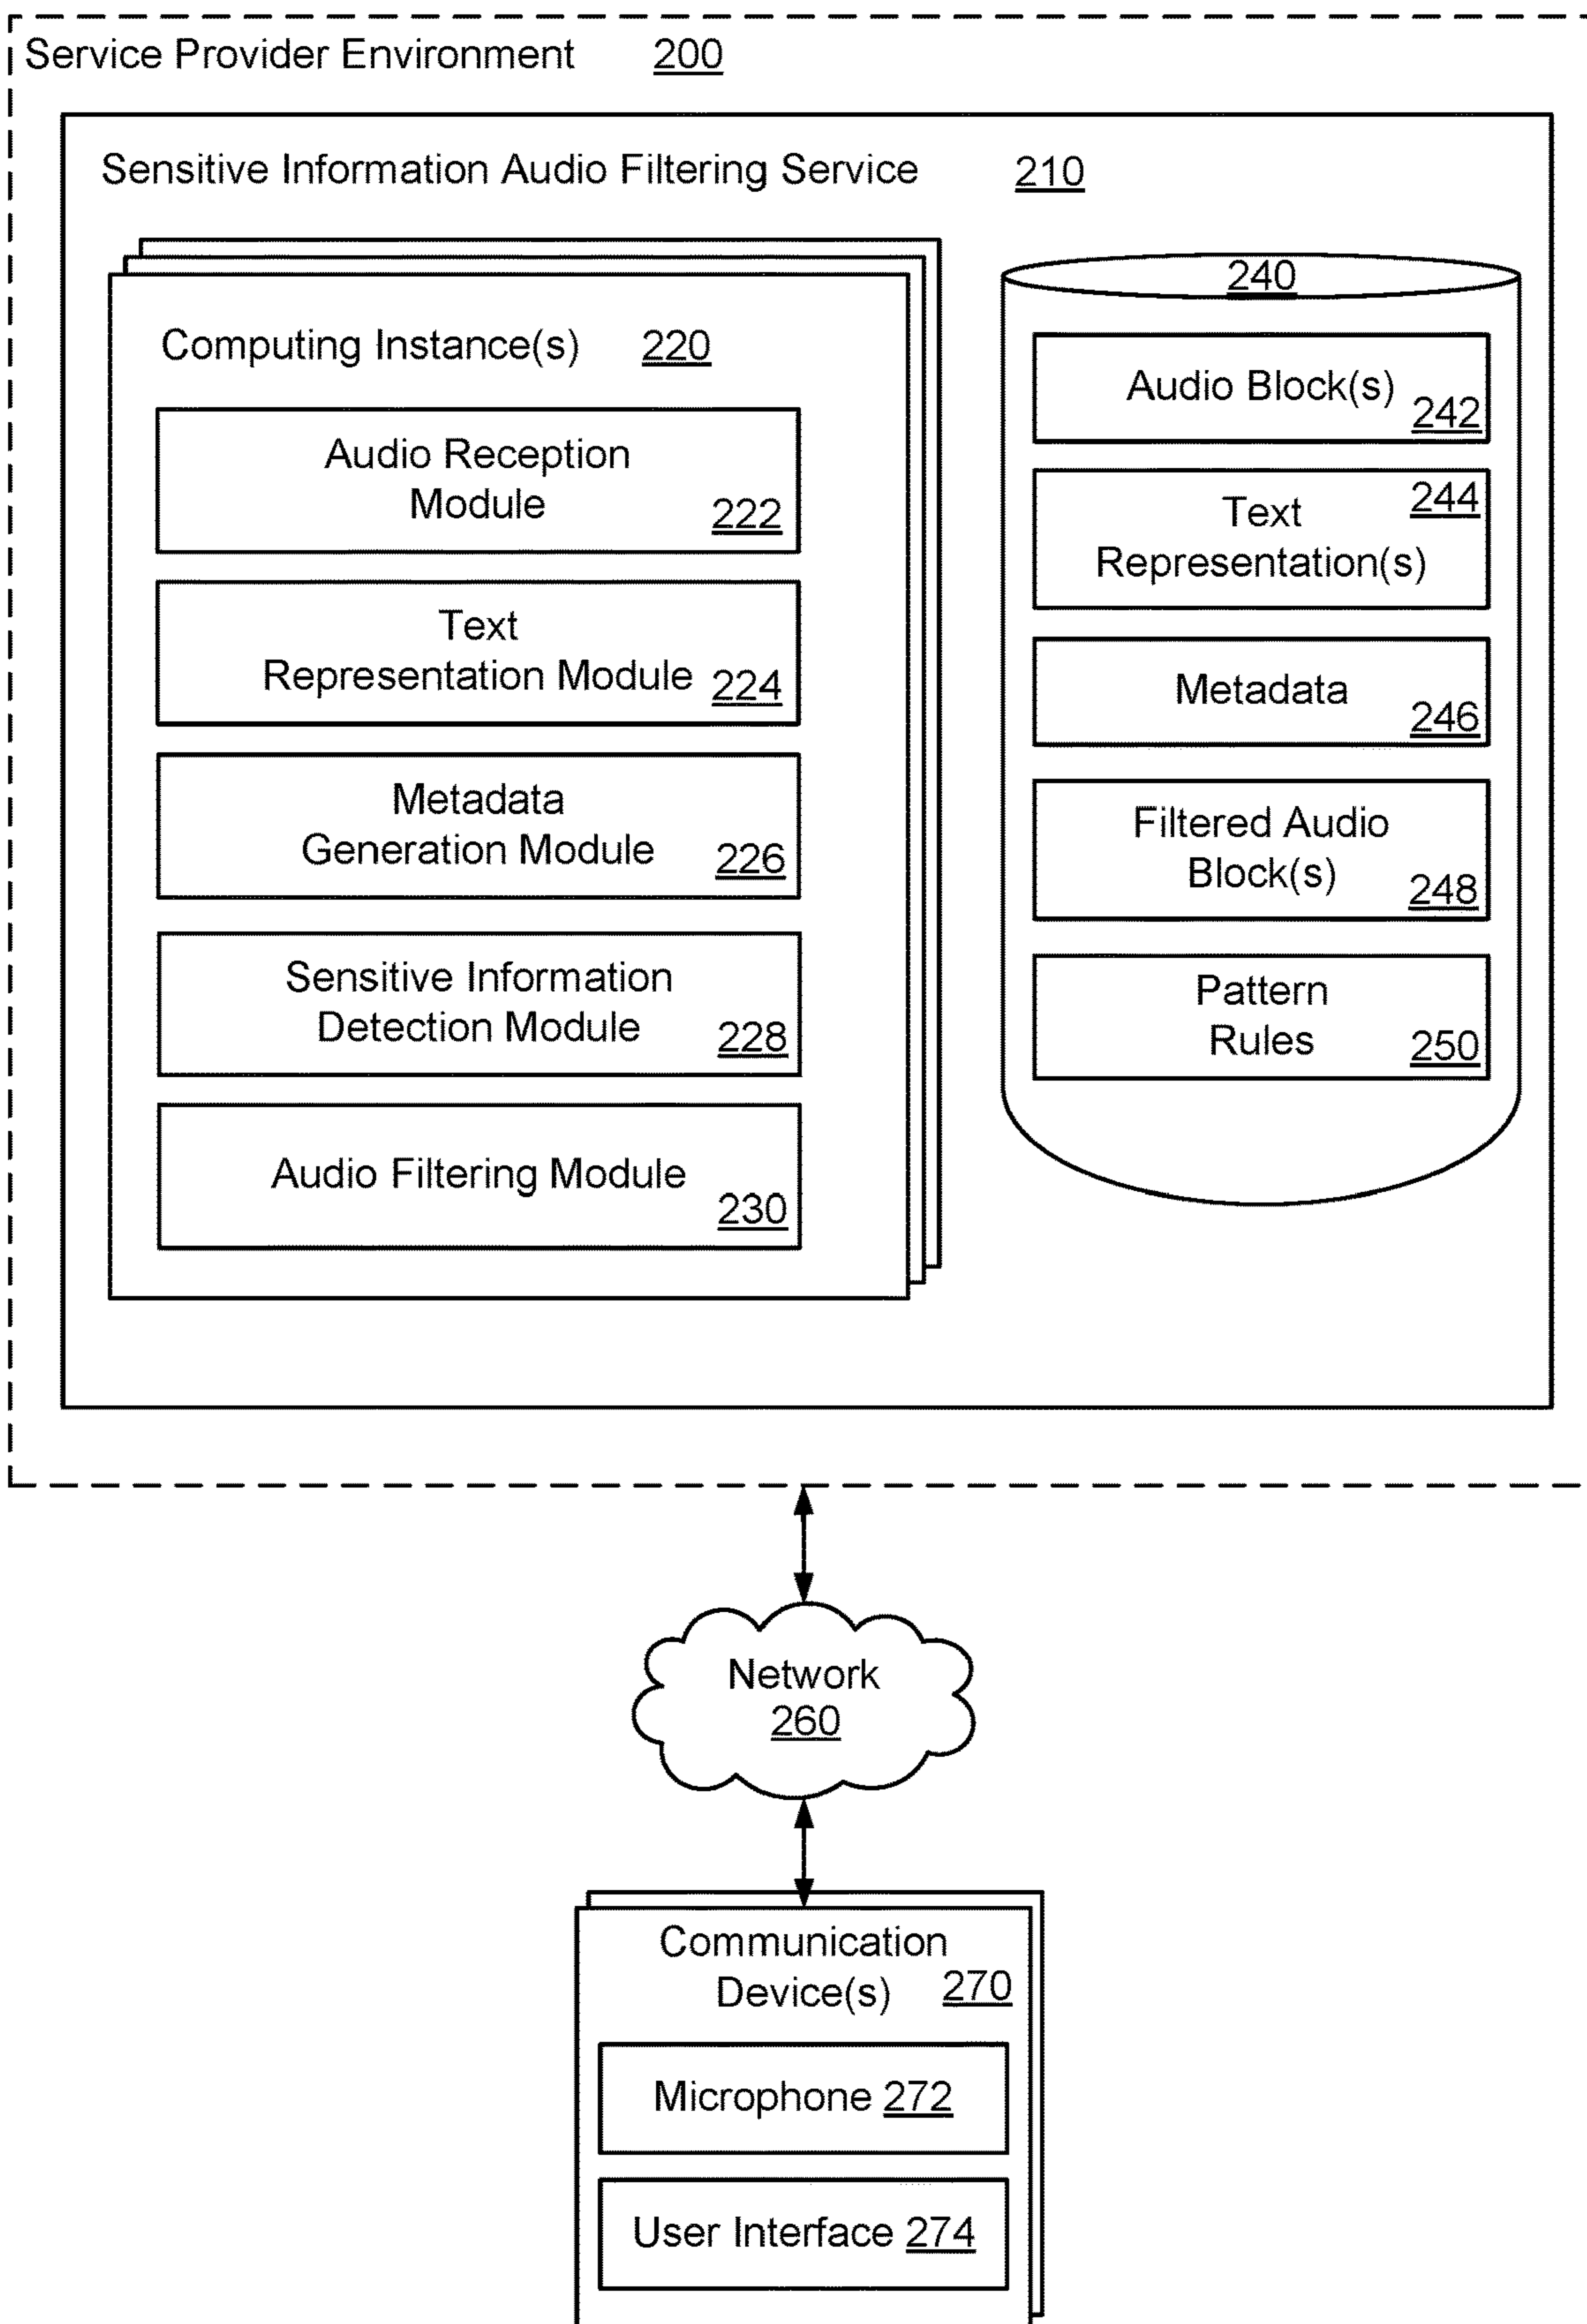 Service Provider Environment 200
Sensitive Information Audio Filtering Service 210
Computing Instance(s) 220
Audio Reception
Module 222
Text
Representation Module 224
Metadata
Generation Module 226
Sensitive Information
Detection Module 228
Audio Filtering Module 230
240
Audio Block(s) 242
Text 244
Representation(s)
Metadata 246
Filtered Audio
Block(s) 248
Pattern
Rules 250
Network
260
Communication
Device(s) 270
Microphone 272
User Interface 274